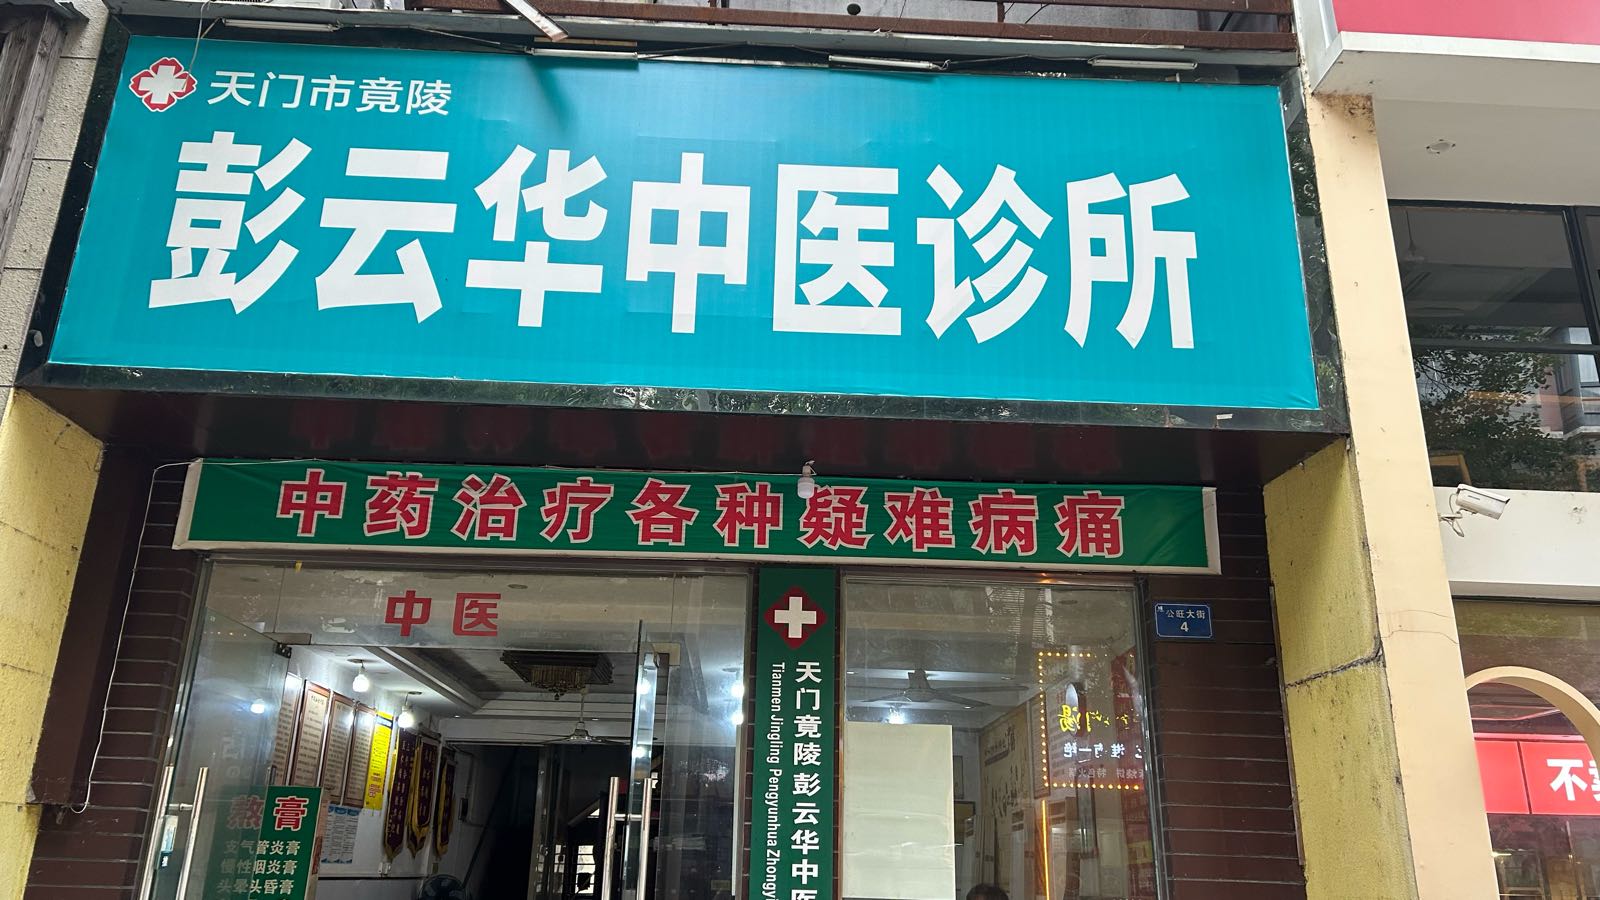 天门市竟陵
彭云华中医诊所
中药治疗各种疑难病痛
中医
公旺大街
4
天门竟陵彭云华中医
Tianmen Jingling Pengyunhua
熬膏
支气管炎膏
慢性咽炎膏
头晕头昏膏
不